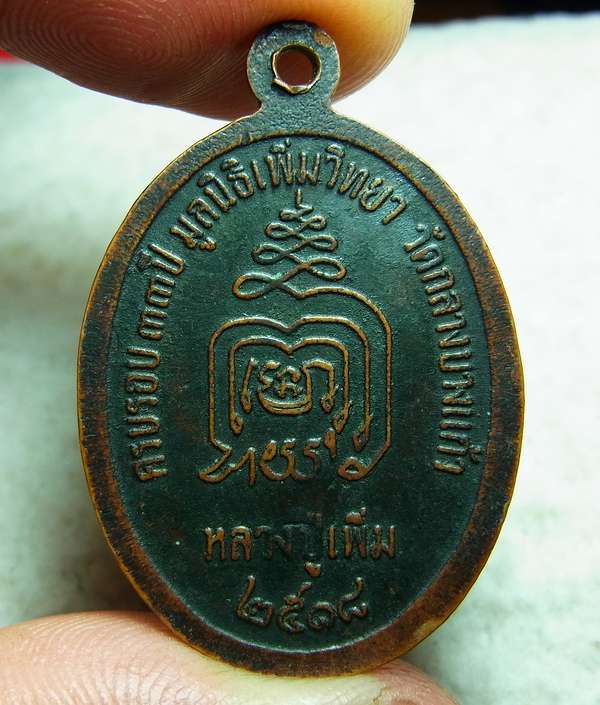 ครบรอบ ๓๓ ปี มูลนิธิเพิ่มวิทยา วัดกลางบางแก้ว
หลวงปู่เพิ่ม
๒๕๑๘